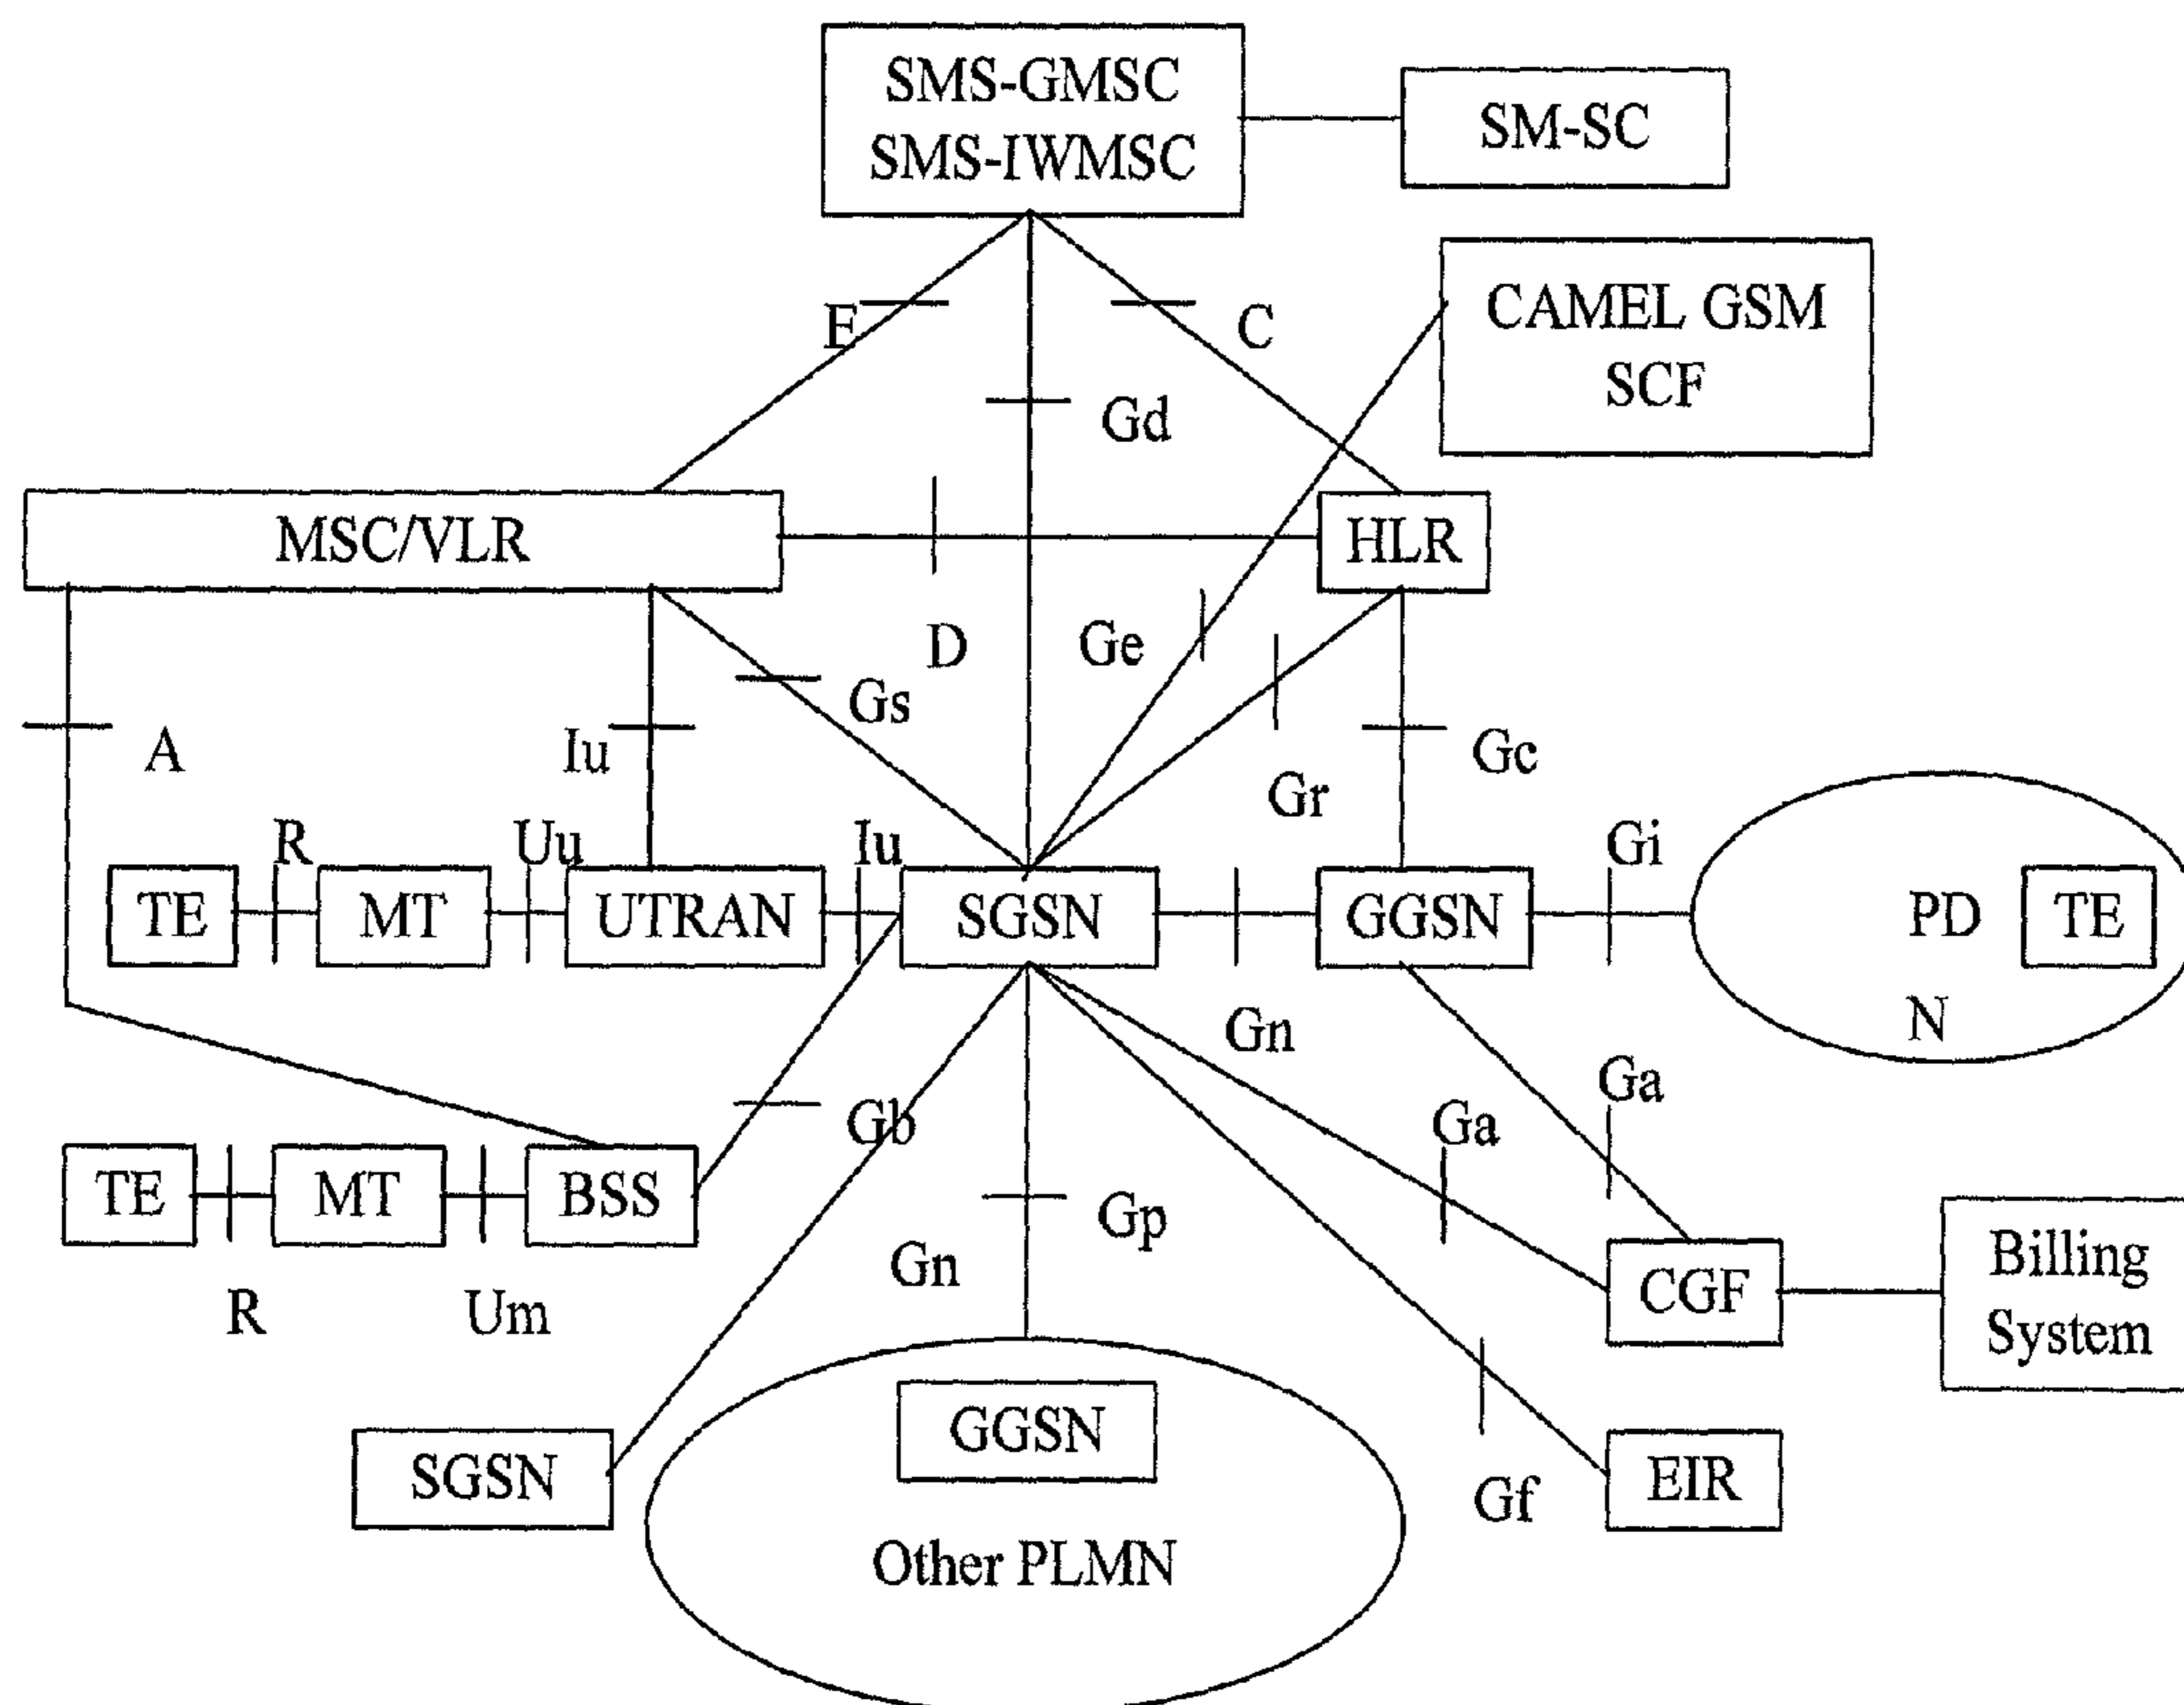 SMS-GMSC
SMS-IWMSC
SM-SC
CAMEL GSM
SCF
E
C
Gd
MSC/VLR
HLR
D
Ge
Gs
A
Iu
Gr
Gc
R
Uu
Iu
Gi
TE
MT
UTRAN
SGSN
GGSN
PD
N
TE
Gn
Ga
Gb
Ga
TE
MT
BSS
Gp
Gn
R
Um
CGF
Billing
System
GGSN
SGSN
Gf
EIR
Other PLMN